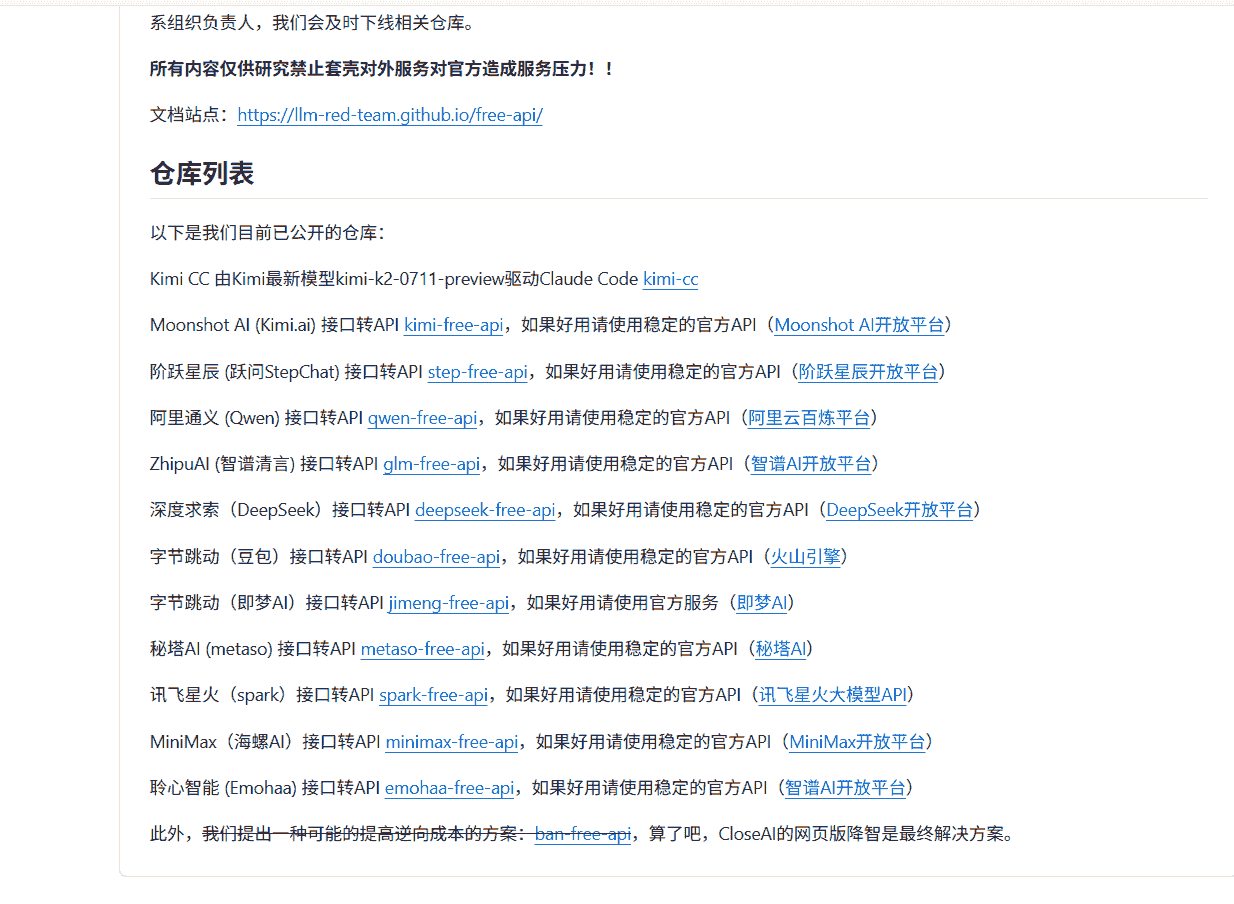 系组织负责人，我们会及时下线相关仓库。
所有内容仅供研究禁止套壳对外服务对官方造成服务压力！！
文档站点：https://llm-red-team.github.io/free-api/
仓库列表
以下是我们目前已公开的仓库：
Kimi CC 由Kimi最新模型kimi-k2-0711-preview驱动Claude Code kimi-cc
Moonshot AI (Kimi.ai) 接口转API kimi-free-api，如果好用请使用稳定的官方API（Moonshot AI开放平台）
阶跃星辰 (跃问StepChat) 接口转API step-free-api，如果好用请使用稳定的官方API（阶跃星辰开放平台）
阿里通义 (Qwen) 接口转API qwen-free-api，如果好用请使用稳定的官方API（阿里云百炼平台）
ZhipuAI (智谱清言) 接口转API glm-free-api，如果好用请使用稳定的官方API（智谱AI开放平台）
深度求索（DeepSeek）接口转API deepseek-free-api，如果好用请使用稳定的官方API（DeepSeek开放平台）
字节跳动（豆包）接口转API doubao-free-api，如果好用请使用稳定的官方API（火山引擎）
字节跳动（即梦AI）接口转API jimeng-free-api，如果好用请使用官方服务（即梦AI）
秘塔AI (metaso) 接口转API metaso-free-api，如果好用请使用稳定的官方API（秘塔AI）
讯飞星火（spark）接口转API spark-free-api，如果好用请使用稳定的官方API（讯飞星火大模型API）
MiniMax（海螺AI）接口转API minimax-free-api，如果好用请使用稳定的官方API（MiniMax开放平台）
聆心智能 (Emohaa) 接口转API emohaa-free-api，如果好用请使用稳定的官方API（智谱AI开放平台）
此外，我们提出一种可能的提高逆向成本的方案：ban-free-api，算了吧，CloseAI的网页版降智是最终解决方案。